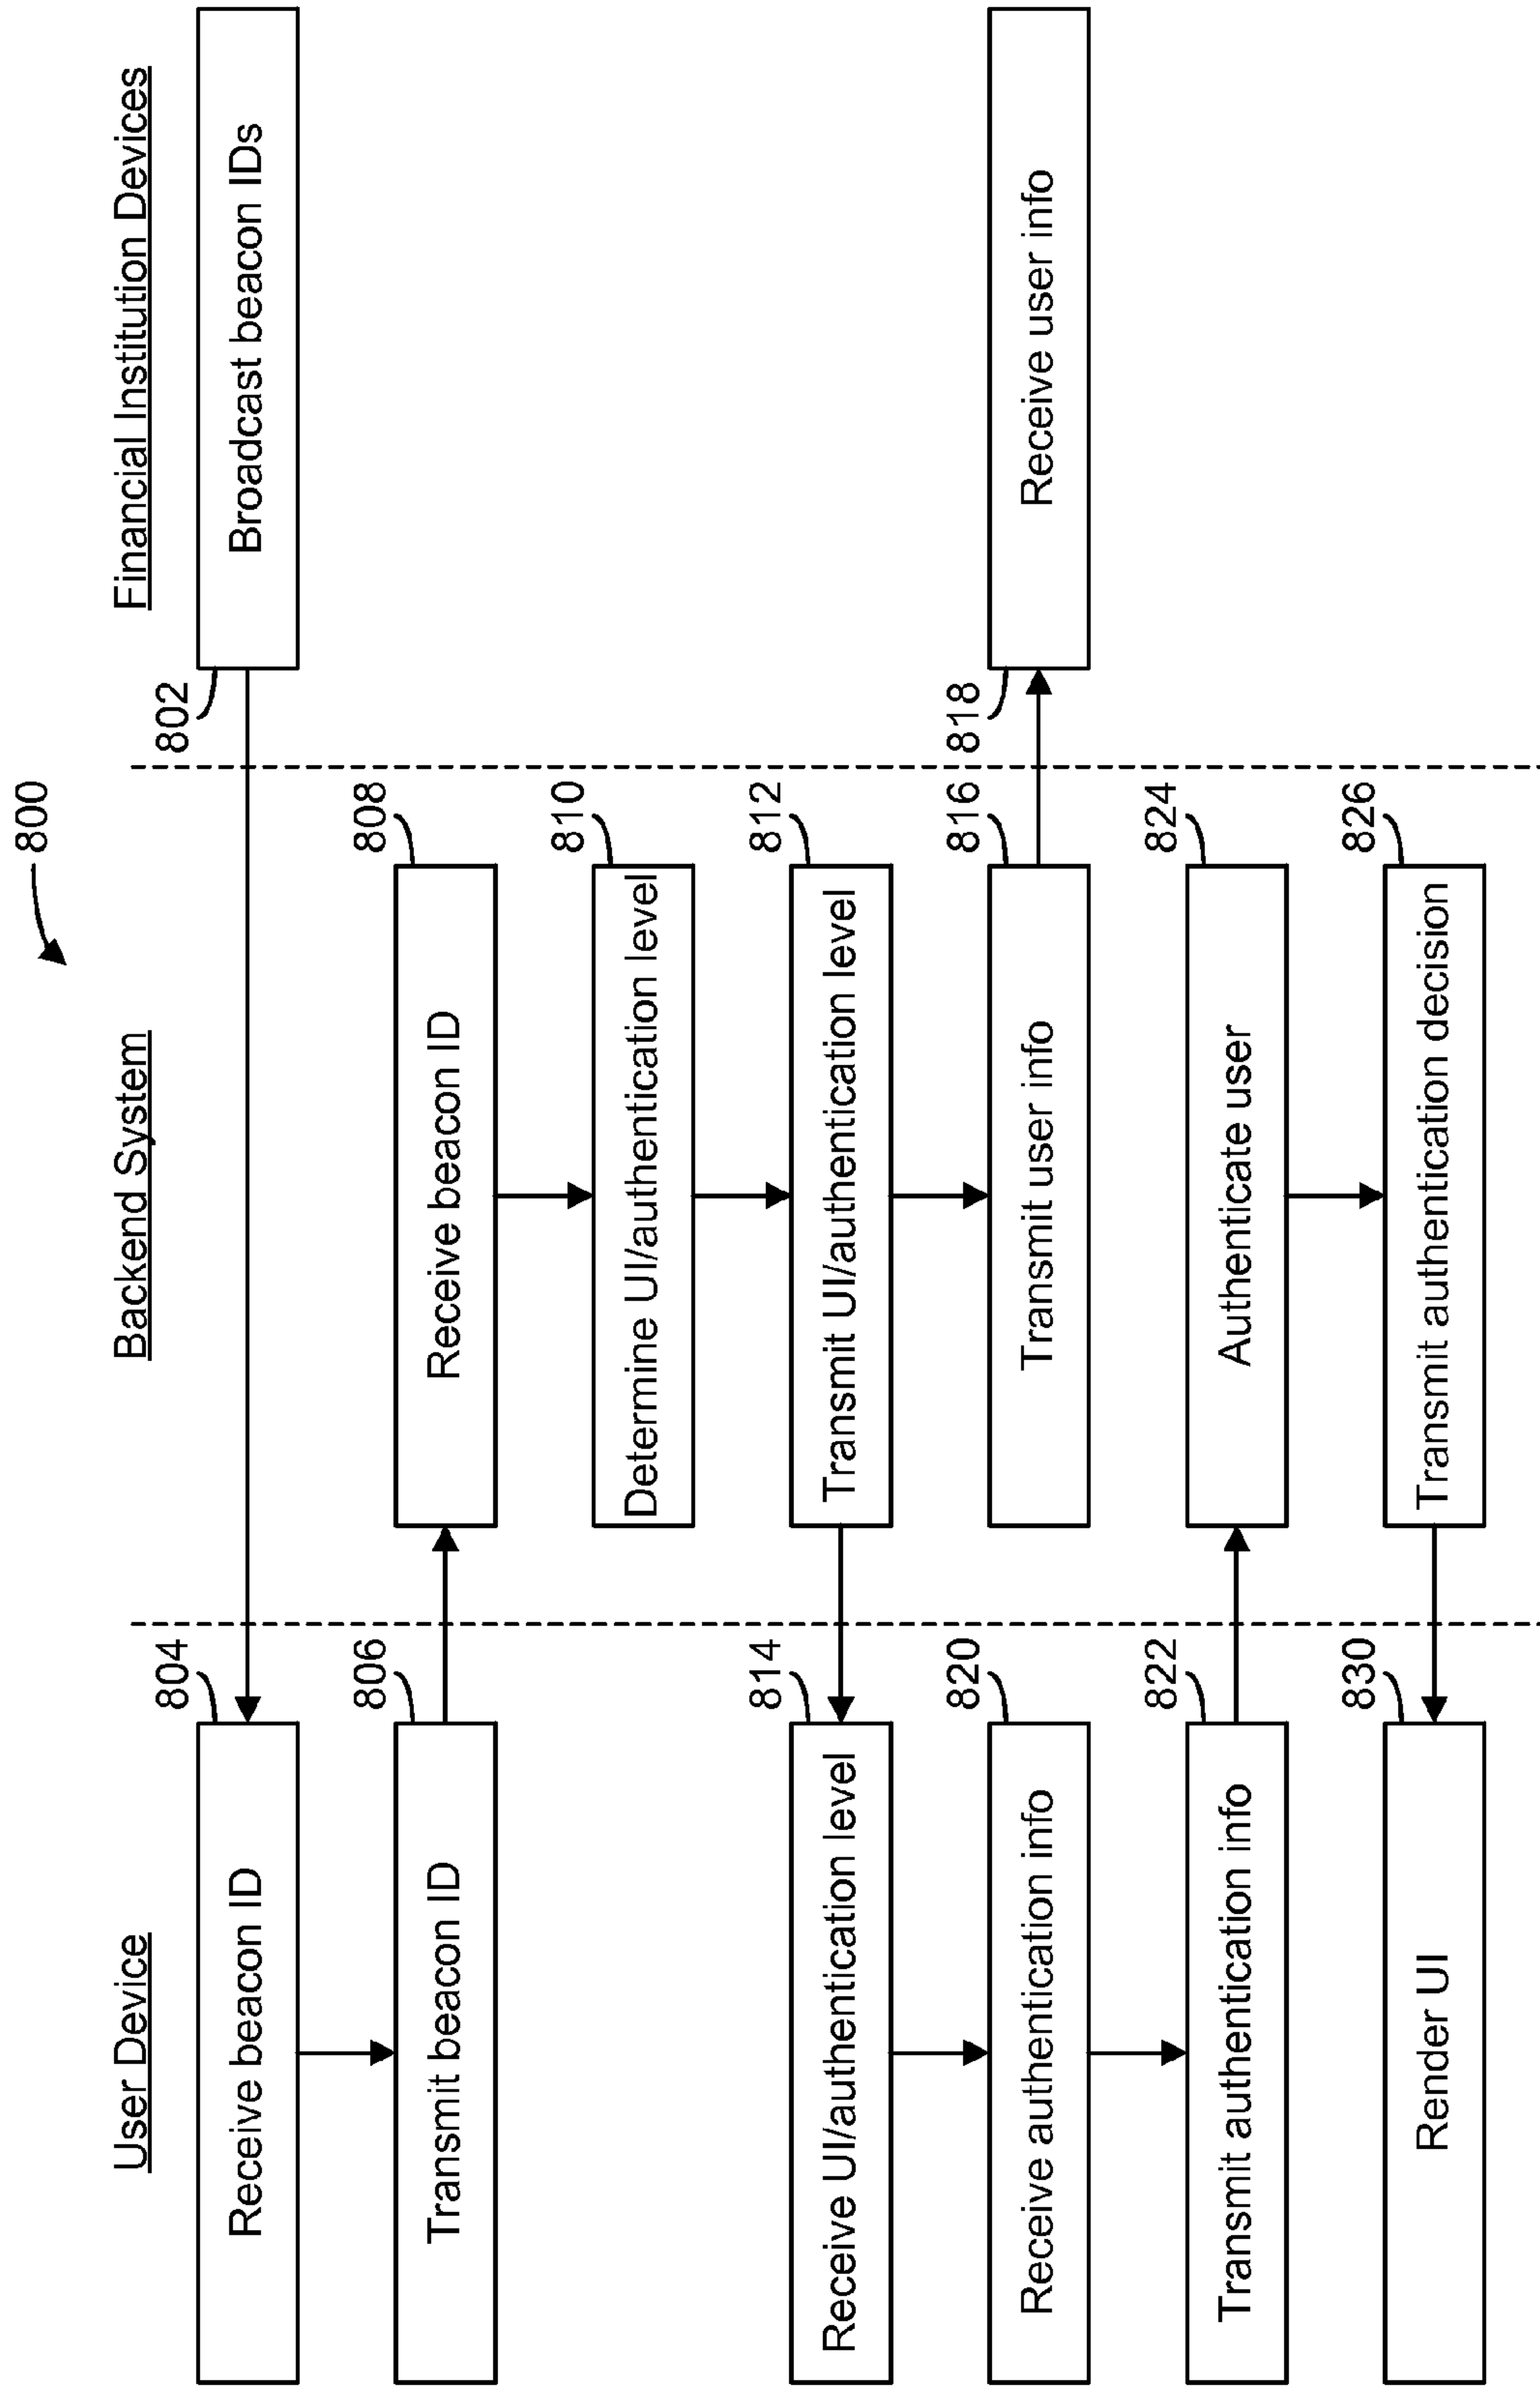 800
User Device
Backend System
Financial Institution Devices
802
Broadcast beacon IDs
804
Receive beacon ID
806
Transmit beacon ID
808
Receive beacon ID
810
Determine UI/authentication level
812
Transmit UI/authentication level
814
Receive UI/authentication level
816
Transmit user info
818
Receive user info
820
Receive authentication info
822
Transmit authentication info
824
Authenticate user
826
Transmit authentication decision
830
Render UI